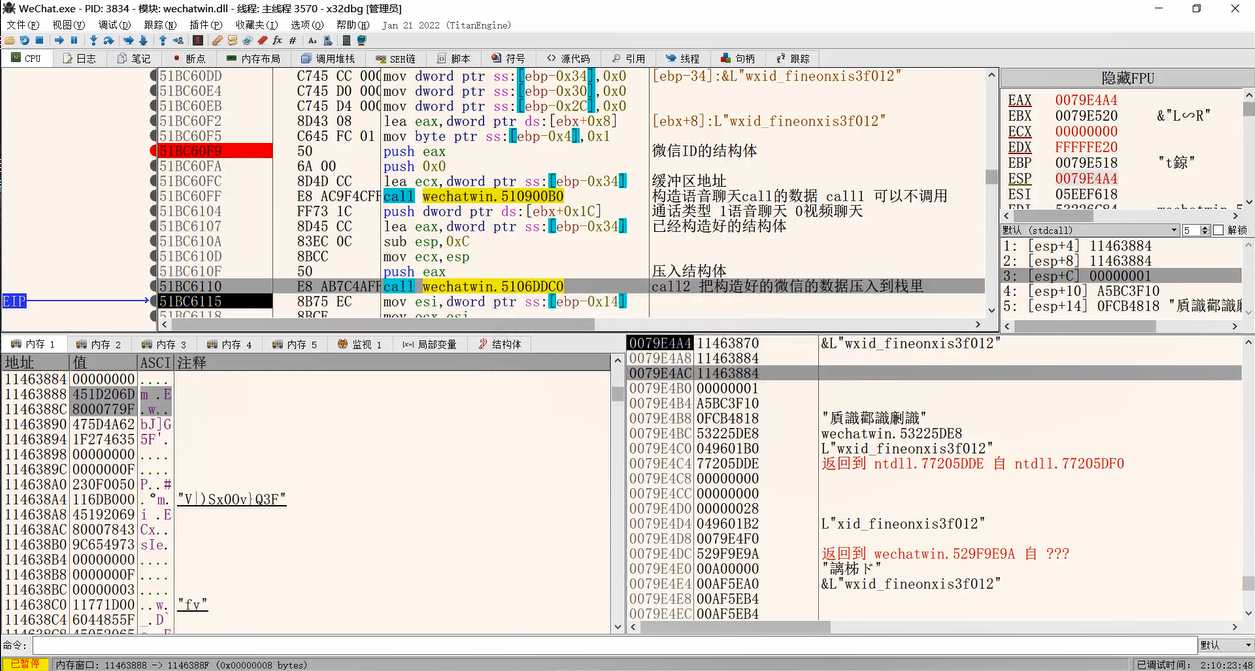 WeChat.exe - PID: 3834 - 模块: wechatwin.dll - 线程: 主线程 3570 - x32dbg [管理员]
文件(F) 视图(V) 调试(D) 跟踪(N) 插件(P) 收藏夹(I) 选项(O) 帮助(H) Jan 21 2022 (TitanEngine)
CPU 日志 笔记 断点 内存布局 调用堆栈 SEH链 脚本 符号 源代码 引用 线程 句柄 跟踪
51BC60DD C745 CC 000 mov dword ptr ss:[ebp-0x34],0x0 [ebp-34]:&L"wxid_fineonxis3f012"
51BC60E4 C745 D0 000 mov dword ptr ss:[ebp-0x30],0x0
51BC60EB C745 D4 000 mov dword ptr ss:[ebp-0x2C],0x0
51BC60F2 8D43 08 lea eax,dword ptr ds:[ebx+0x8] [ebx+8]:L"wxid_fineonxis3f012"
51BC60F5 C645 FC 01 mov byte ptr ss:[ebp-0x4],0x1
51BC60F9 50 push eax 微信ID的结构体
51BC60FA 6A 00 push 0x0
51BC60FC 8D4D CC lea ecx,dword ptr ss:[ebp-0x34] 缓冲区地址
51BC60FF E8 AC9F4CFF call wechatwin.510900B0 构造语音聊天call的数据 call1 可以不调用
51BC6104 FF73 1C push dword ptr ds:[ebx+0x1C] 通话类型 1语音聊天 0视频聊天
51BC6107 8D45 CC lea eax,dword ptr ss:[ebp-0x34] 已经构造好的结构体
51BC610A 83EC 0C sub esp,0xC
51BC610D 8BCC mov ecx,esp
51BC610F 50 push eax 压入结构体
51BC6110 E8 AB7C4AFF call wechatwin.5106DDC0 call2 把构造好的微信的数据压入到栈里
EIP 51BC6115 8B75 EC mov esi,dword ptr ss:[ebp-0x14]
51BC6118 8BCE mov ecx,esi
隐藏FPU
EAX 0079E4A4
EBX 0079E520 &"L∽R"
ECX 00000000
EDX FFFFFE20
EBP 0079E518
ESP 0079E4A4
ESI 05EEF618
默认 (stdcall) 5 解锁
1: [esp+4] 11463884
2: [esp+8] 11463884
3: [esp+C] 00000001
4: [esp+10] A5BC3F10
5: [esp+14] 0FCB4818
内存 1 内存 2 内存 3 内存 4 内存 5 监视 1 局部变量 结构体
地址 值 ASCI 注释
11463884 00000000 ....
11463888 451D206D m .E
1146388C 8000779F .w..
11463890 475D4A62 bJ]G
11463894 1F274635 5F'.
11463898 00000000 ....
1146389C 0000000F ....
114638A0 230F0050 P..#
114638A4 116DB000 .°m. "V|)SxOOv}Q3F"
114638A8 45192069 i .E
114638AC 80007843 Cx..
114638B0 9C654973 sIe.
114638B4 00000000 ....
114638B8 0000000F ....
114638BC 00000003 ....
114638C0 11771D00 ..w. "fv"
114638C4 6044855F _.D`
0079E4A4 11463870 &L"wxid_fineonxis3f012"
0079E4A8 11463884
0079E4AC 11463884
0079E4B0 00000001
0079E4B4 A5BC3F10
0079E4B8 0FCB4818
0079E4BC 53225DE8 wechatwin.53225DE8
0079E4C0 049601B0 L"wxid_fineonxis3f012"
0079E4C4 77205DDE 返回到 ntdll.77205DDE 自 ntdll.77205DF0
0079E4C8 00000000
0079E4CC 00000000
0079E4D0 00000028
0079E4D4 049601B2 L"xid_fineonxis3f012"
0079E4D8 0079E4F0
0079E4DC 529F9E9A 返回到 wechatwin.529F9E9A 自 ???
0079E4E0 00A00000
0079E4E4 00AF5EA0 &L"wxid_fineonxis3f012"
0079E4E8 00AF5EB4
0079E4EC 00AF5EB4
命令: 默认
已暂停 内存窗口: 11463888 -> 1146388F (0x00000008 bytes) 已调试时间: 2:10:23:48